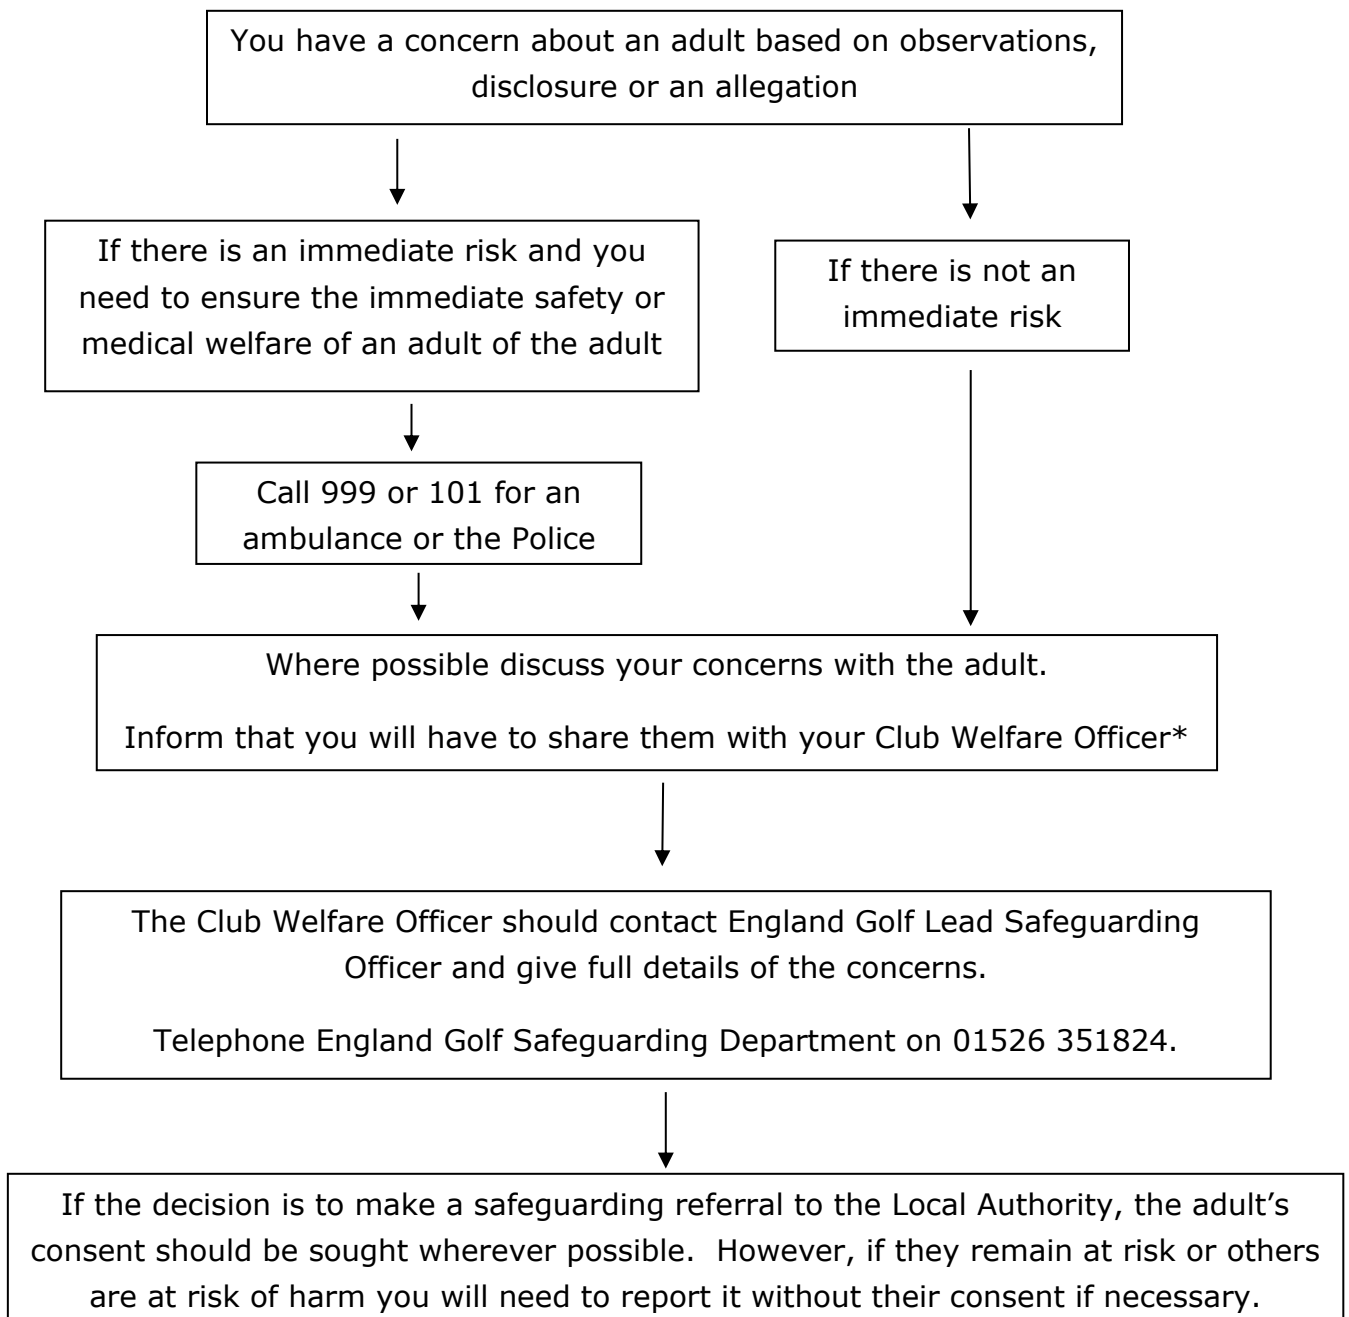 You have a concern about an adult based on observations,
disclosure or an allegation
If there is an immediate risk and you
need to ensure the immediate safety or
medical welfare of an adult of the adult
If there is not an
immediate risk
Call 999 or 101 for an
ambulance or the Police
Where possible discuss your concerns with the adult.
Inform that you will have to share them with your Club Welfare Officer*
The Club Welfare Officer should contact England Golf Lead Safeguarding
Officer and give full details of the concerns.
Telephone England Golf Safeguarding Department on 01526 351824.
If the decision is to make a safeguarding referral to the Local Authority, the adult’s
consent should be sought wherever possible.  However, if they remain at risk or others
are at risk of harm you will need to report it without their consent if necessary.